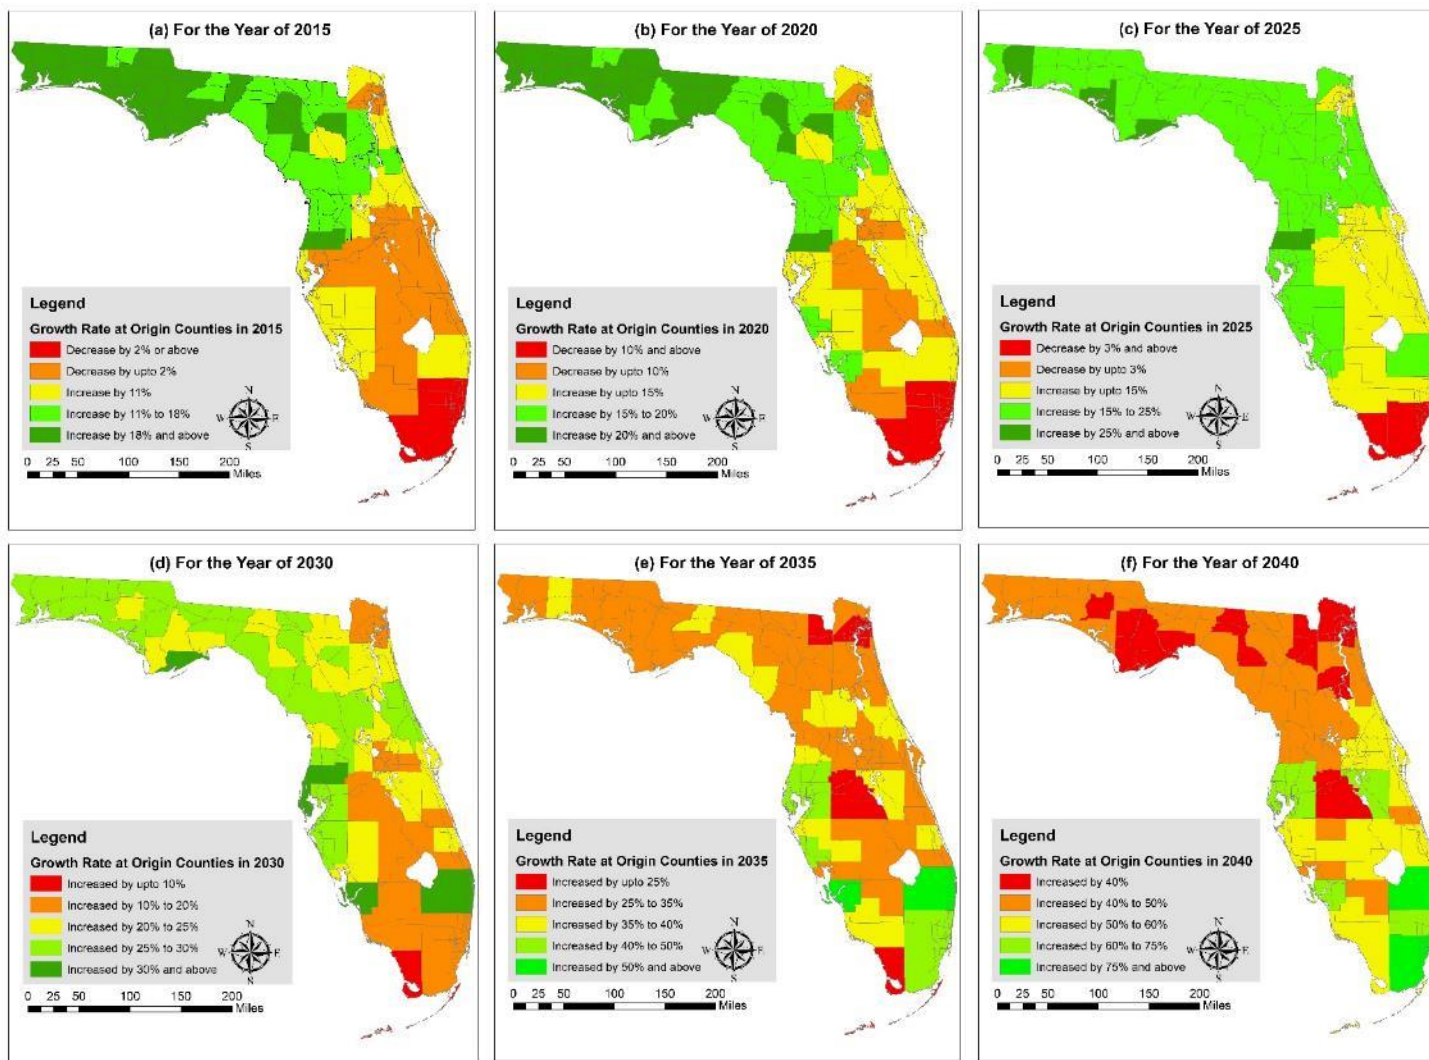 (a) For the Year of 2015
Legend
Growth Rate at Origin Counties in 2015
Decrease by 2% or above
Decrease by upto 2%
Increase by 11%
Increase by 11% to 18%
Increase by 18% and above
N
W E
S
0 25 50 100 150 200
Miles
(b) For the Year of 2020
Legend
Growth Rate at Origin Counties in 2020
Decrease by 10% and above
Decrease by upto 10%
Increase by upto 15%
Increase by 15% to 20%
Increase by 20% and above
N
W E
S
0 25 50 100 150 200
Miles
(c) For the Year of 2025
Legend
Growth Rate at Origin Counties in 2025
Decrease by 3% and above
Decrease by upto 3%
Increase by upto 15%
Increase by 15% to 25%
Increase by 25% and above
N
W E
S
0 25 50 100 150 200
Miles
(d) For the Year of 2030
Legend
Growth Rate at Origin Counties in 2030
Increased by upto 10%
Increased by 10% to 20%
Increased by 20% to 25%
Increased by 25% to 30%
Increased by 30% and above
N
W E
S
0 25 50 100 150 200
Miles
(e) For the Year of 2035
Legend
Growth Rate at Origin Counties in 2035
Increased by upto 25%
Increased by 25% to 35%
Increased by 35% to 40%
Increased by 40% to 50%
Increased by 50% and above
N
W E
S
0 25 50 100 150 200
Miles
(f) For the Year of 2040
Legend
Growth Rate at Origin Counties in 2040
Increased by 40%
Increased by 40% to 50%
Increased by 50% to 60%
Increased by 60% to 75%
Increased by 75% and above
N
W E
S
0 25 50 100 150 200
Miles